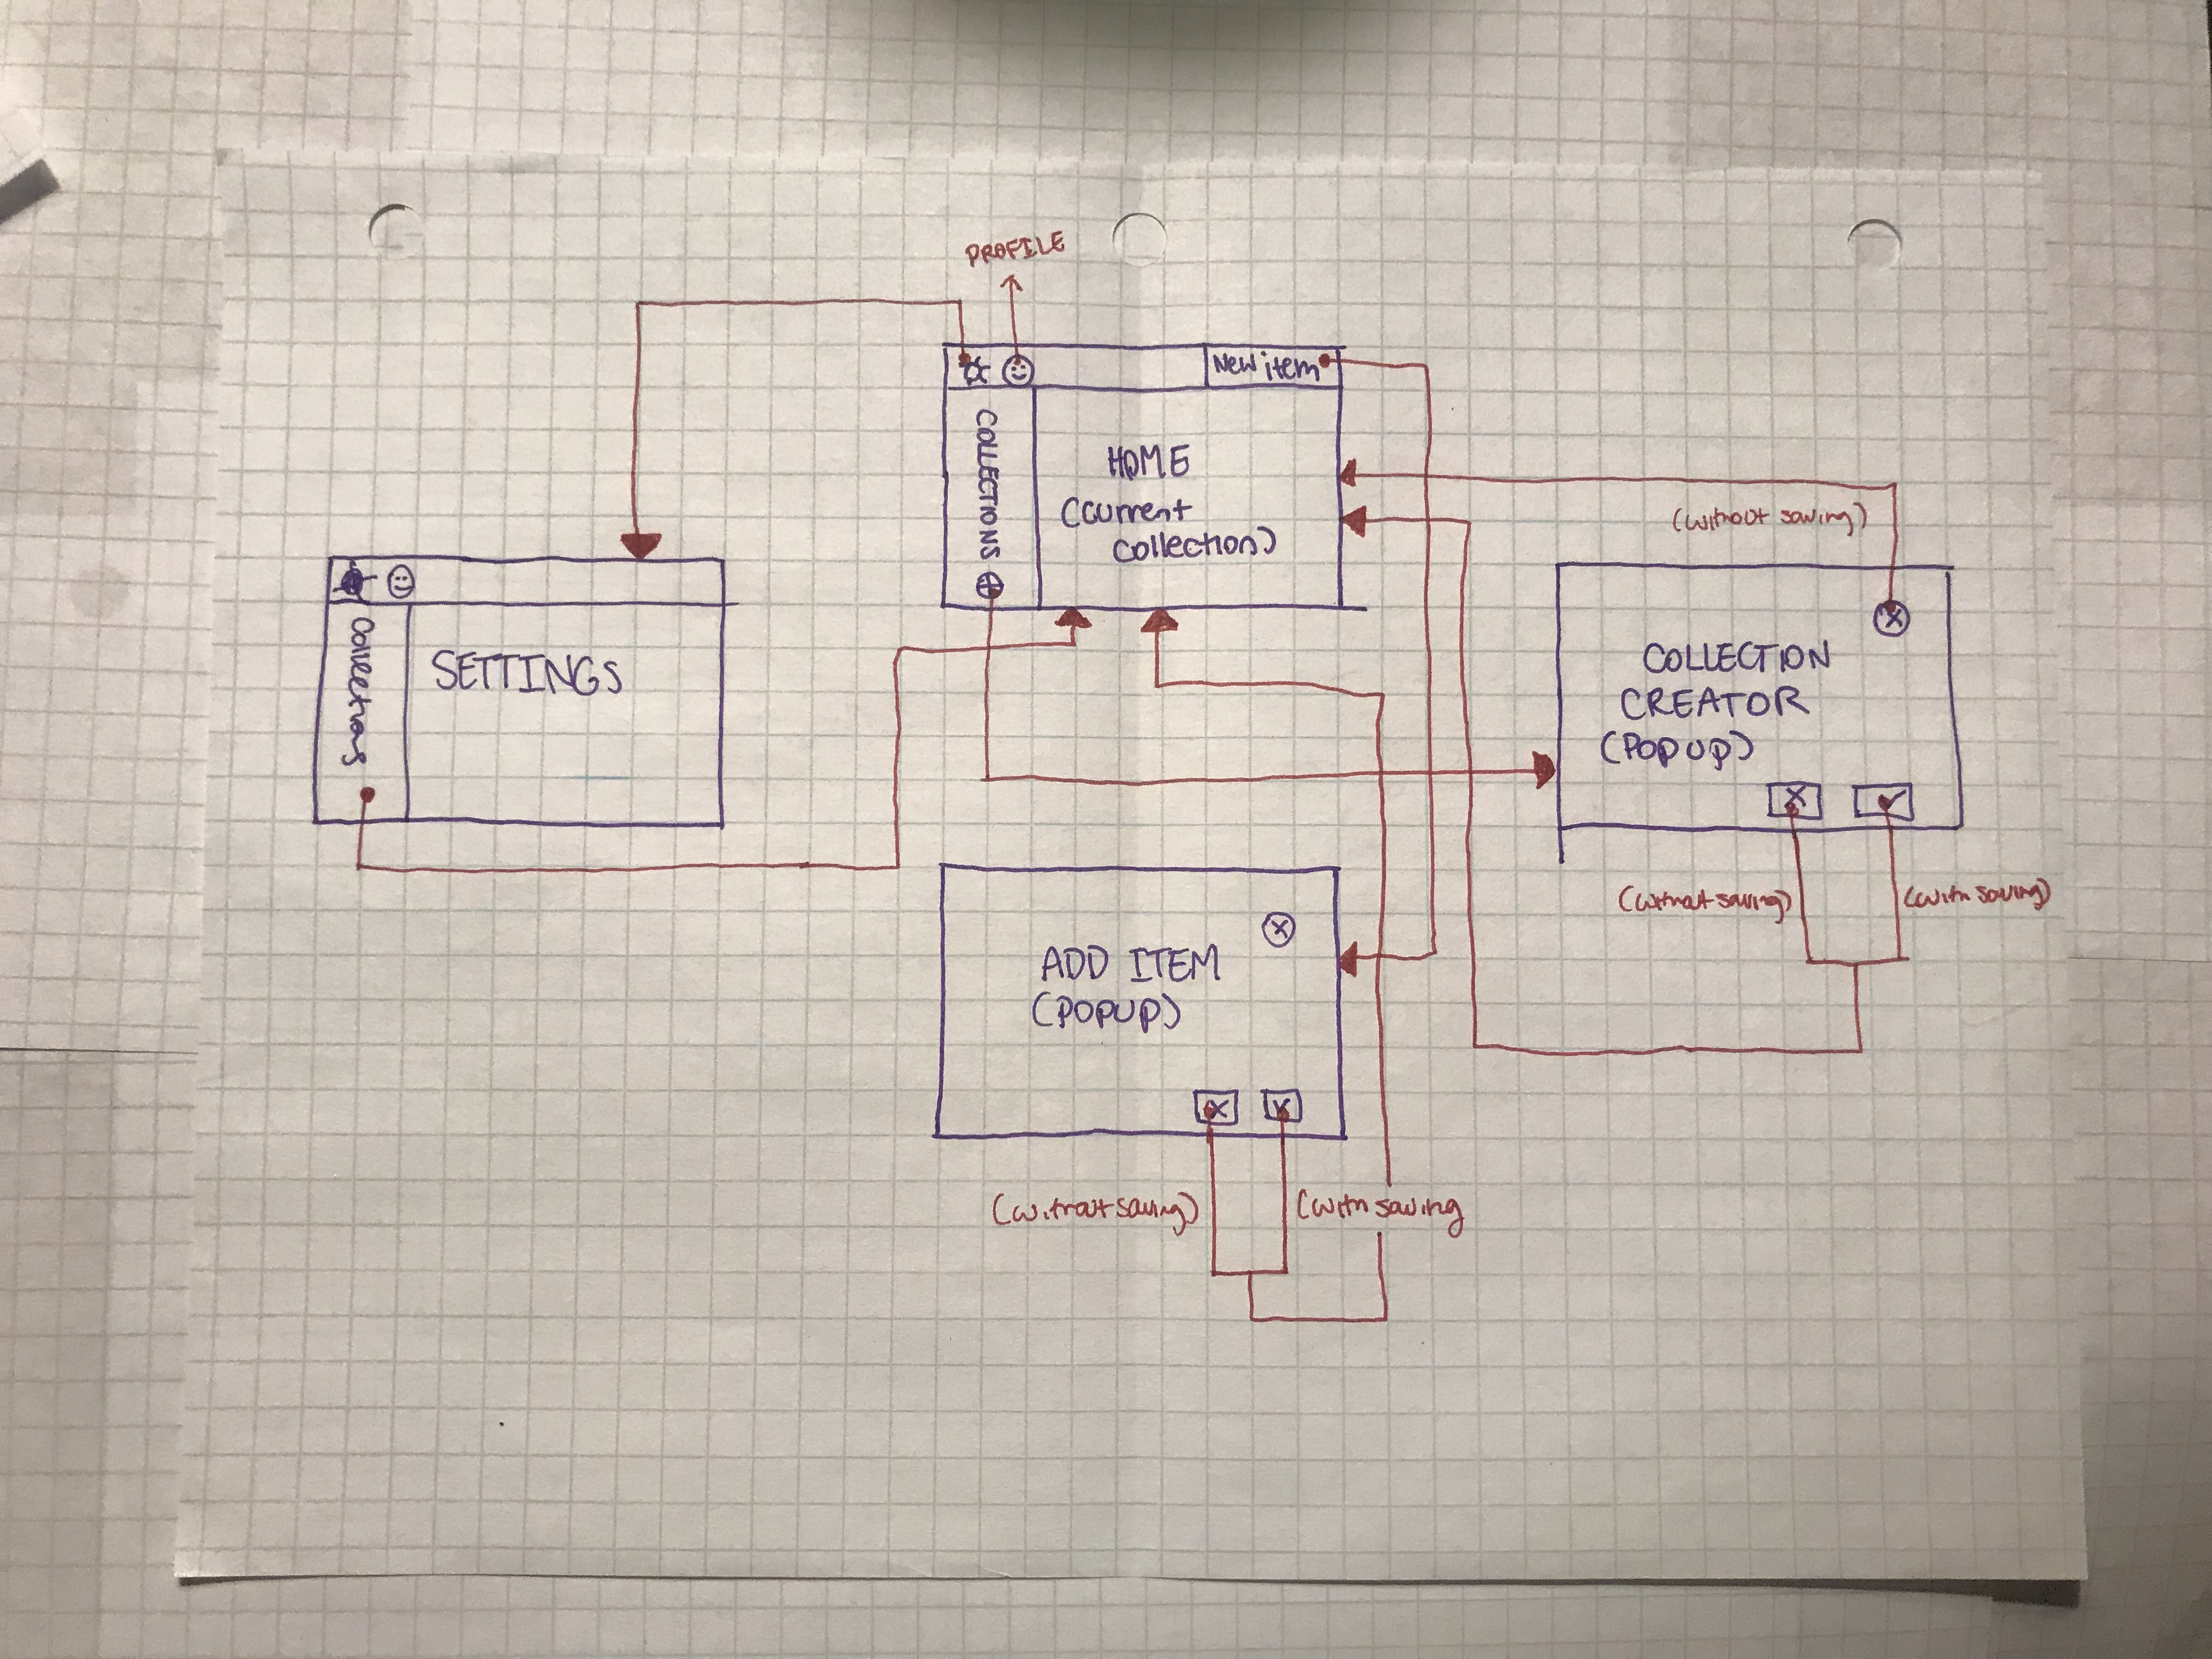 PROFILE
New item
COLLECTIONS
HOME
(current
collection)
(without saving)
Collections
SETTINGS
COLLECTION
CREATOR
(POPUP)
(without saving)
(with saving)
ADD ITEM
(POPUP)
(without saving)
(with saving